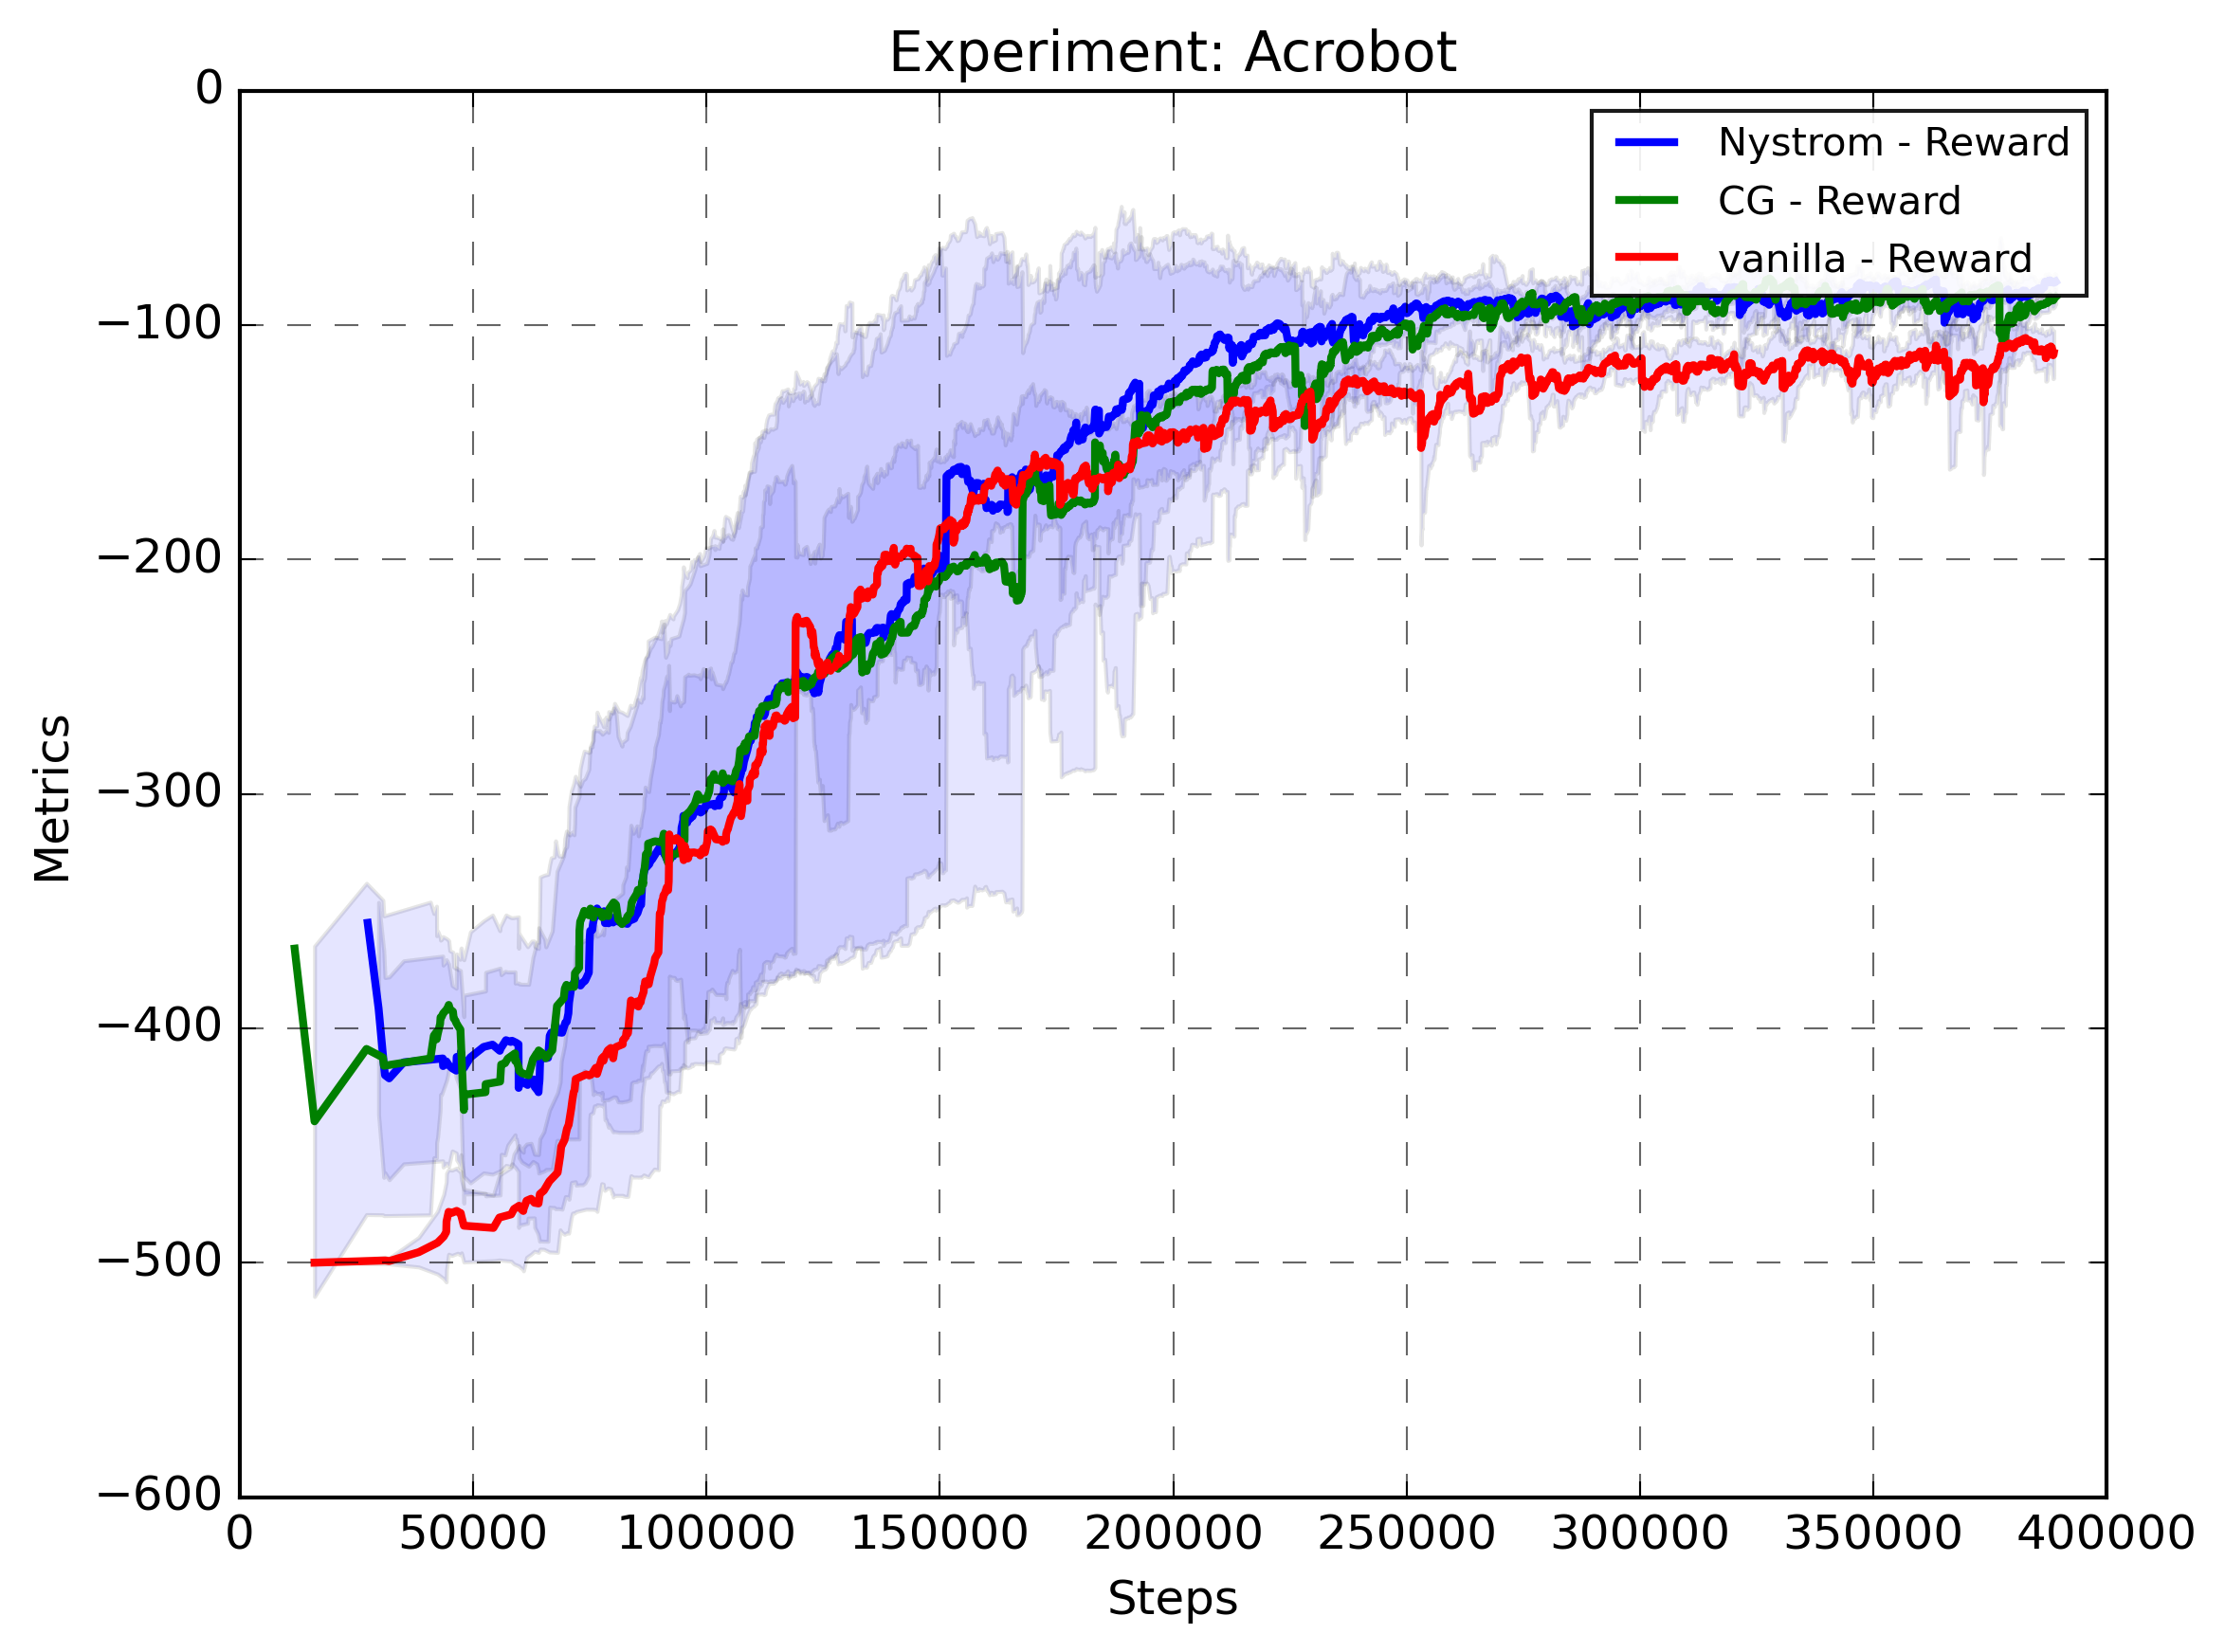 Experiment: Acrobot
Metrics
0
−100
−200
−300
−400
−500
−600
Nystrom - Reward
CG - Reward
vanilla - Reward
0 50000 100000 150000 200000 250000 300000 350000 400000
Steps